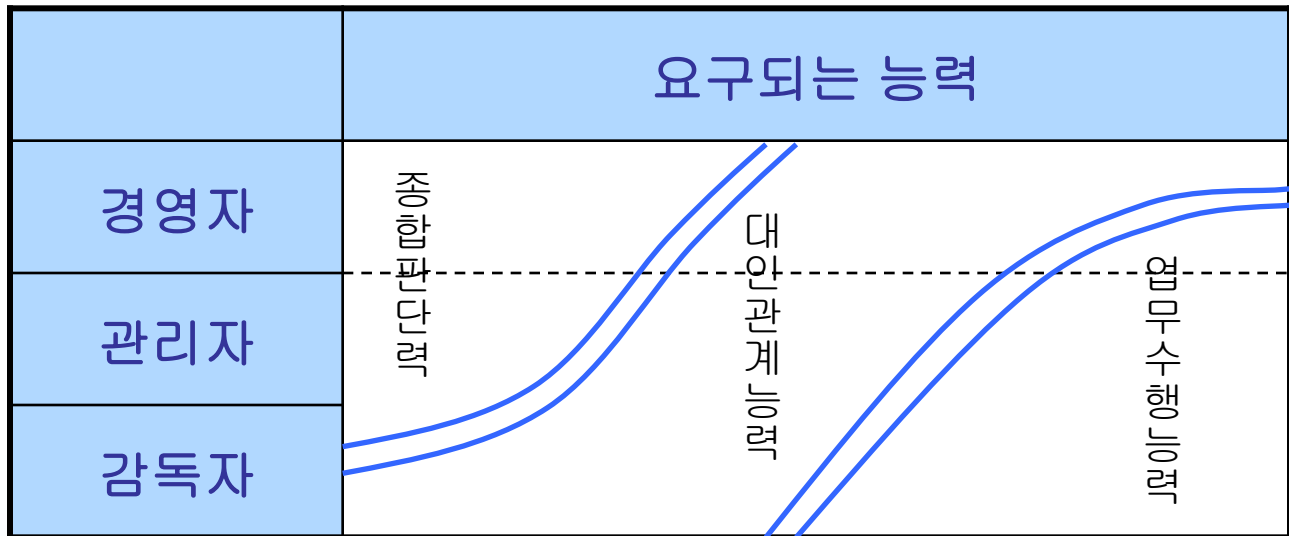 요구되는 능력
경영자
관리자
감독자
종합판단력
대인관계능력
업무수행능력